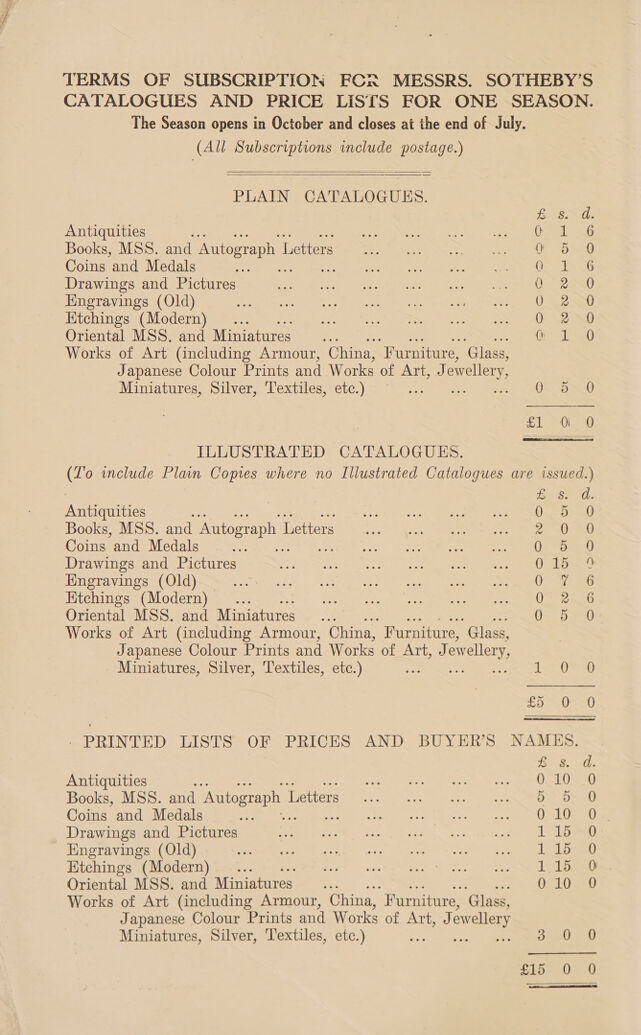 TERMS OF SUBSCRIPTION FOR MESSRS. SOTHEBY'S
CATALOGUES AND PRICE LISTS FOR ONE SEASON.
The Season opens in October and closes at the end of July.
(All Subscriptions include postage.)
PLAIN CATALOGUES.
£ s. d.
Antiquities ... ... ... ... ... ... ... ... 0 1 6
Books, MSS. and Autograph Letters ... ... ... ... 0 5 0
Coins and Medals ... ... ... ... ... ... ... 0 1 6
Drawings and Pictures ... ... ... ... ... ... 0 2 0
Engravings (Old) ... ... ... ... ... ... ... 0 2 0
Etchings (Modern) ... ... ... ... ... ... ... 0 2 0
Oriental MSS. and Miniatures ... ... ... ... ... 0 1 0
Works of Art (including Armour, China, Furniture, Glass,
Japanese Colour Prints and Works of Art, Jewellery,
Miniatures, Silver, Textiles, etc.) ... ... ... 0 5 0
£1 0 0
ILLUSTRATED CATALOGUES.
(To include Plain Copies where no Illustrated Catalogues are issued.)
£ s. d.
Antiquities ... ... ... ... ... ... ... ... 0 5 0
Books, MSS. and Autograph Letters ... ... ... ... 2 0 0
Coins and Medals ... ... ... ... ... ... ... 0 5 0
Drawings and Pictures ... ... ... ... ... ... 0 15 0
Engravings (Old) ... ... ... ... ... ... ... 0 7 6
Etchings (Modern) ... ... ... ... ... ... ... 0 2 6
Oriental MSS. and Miniatures ... ... ... ... ... 0 5 0
Works of Art (including Armour, China, Furniture, Glass,
Japanese Colour Prints and Works of Art, Jewellery,
Miniatures, Silver, Textiles, etc.) ... ... ... 1 0 0
£5 0 0
PRINTED LISTS OF PRICES AND BUYER'S NAMES.
£ s. d.
Antiquities ... ... ... ... ... ... ... ... 0 10 0
Books, MSS. and Autograph Letters ... ... ... ... 5 5 0
Coins and Medals ... ... ... ... ... ... ... 0 10 0
Drawings and Pictures ... ... ... ... ... ... 1 15 0
Engravings (Old) ... ... ... ... ... ... ... 1 15 0
Etchings (Modern) ... ... ... ... ... ... ... 1 15 0
Oriental MSS. and Miniatures ... ... ... ... ... 0 10 0
Works of Art (including Armour, China, Furniture, Glass,
Japanese Colour Prints and Works of Art, Jewellery
Miniatures, Silver, Textiles, etc.) ... ... ... 3 0 0
£15 0 0